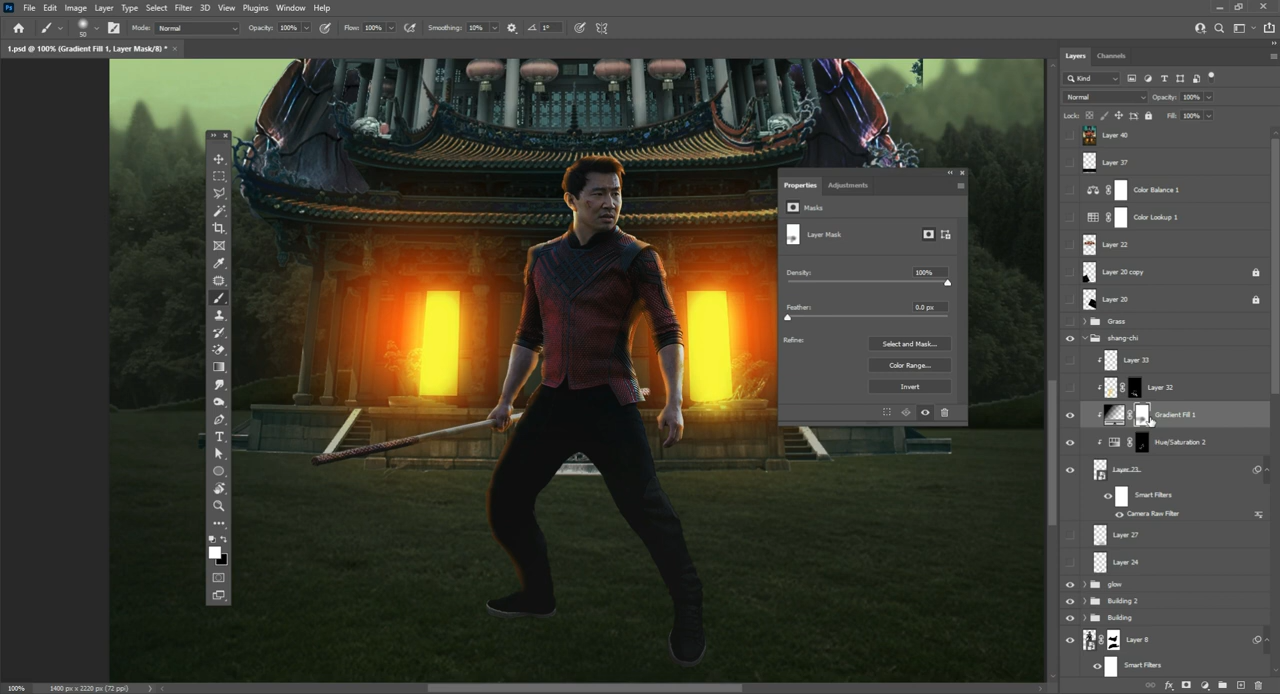 Ps File Edit Image Layer Type Select Filter 3D View Plugins Window Help
50 Mode: Normal Opacity: 100% Flow: 100% Smoothing: 10% 1°
1.psd @ 100% (Gradient Fill 1, Layer Mask/8) * ×
Properties Adjustments
Masks
Layer Mask
Density: 100%
Feather: 0.0 px
Refine: Select and Mask...
Color Range...
Invert
Layers Channels
Kind
Normal Opacity: 100%
Lock: Fill: 100%
Layer 40
Layer 37
Color Balance 1
Color Lookup 1
Layer 22
Layer 20 copy
Layer 20
Grass
shang-chi
Layer 33
Layer 32
Gradient Fill 1
Hue/Saturation 2
Layer 23
Smart Filters
Camera Raw Filter
Layer 27
Layer 24
glow
Building 2
Building
Layer 8
Smart Filters
100% 1400 px x 2220 px (72 ppi)